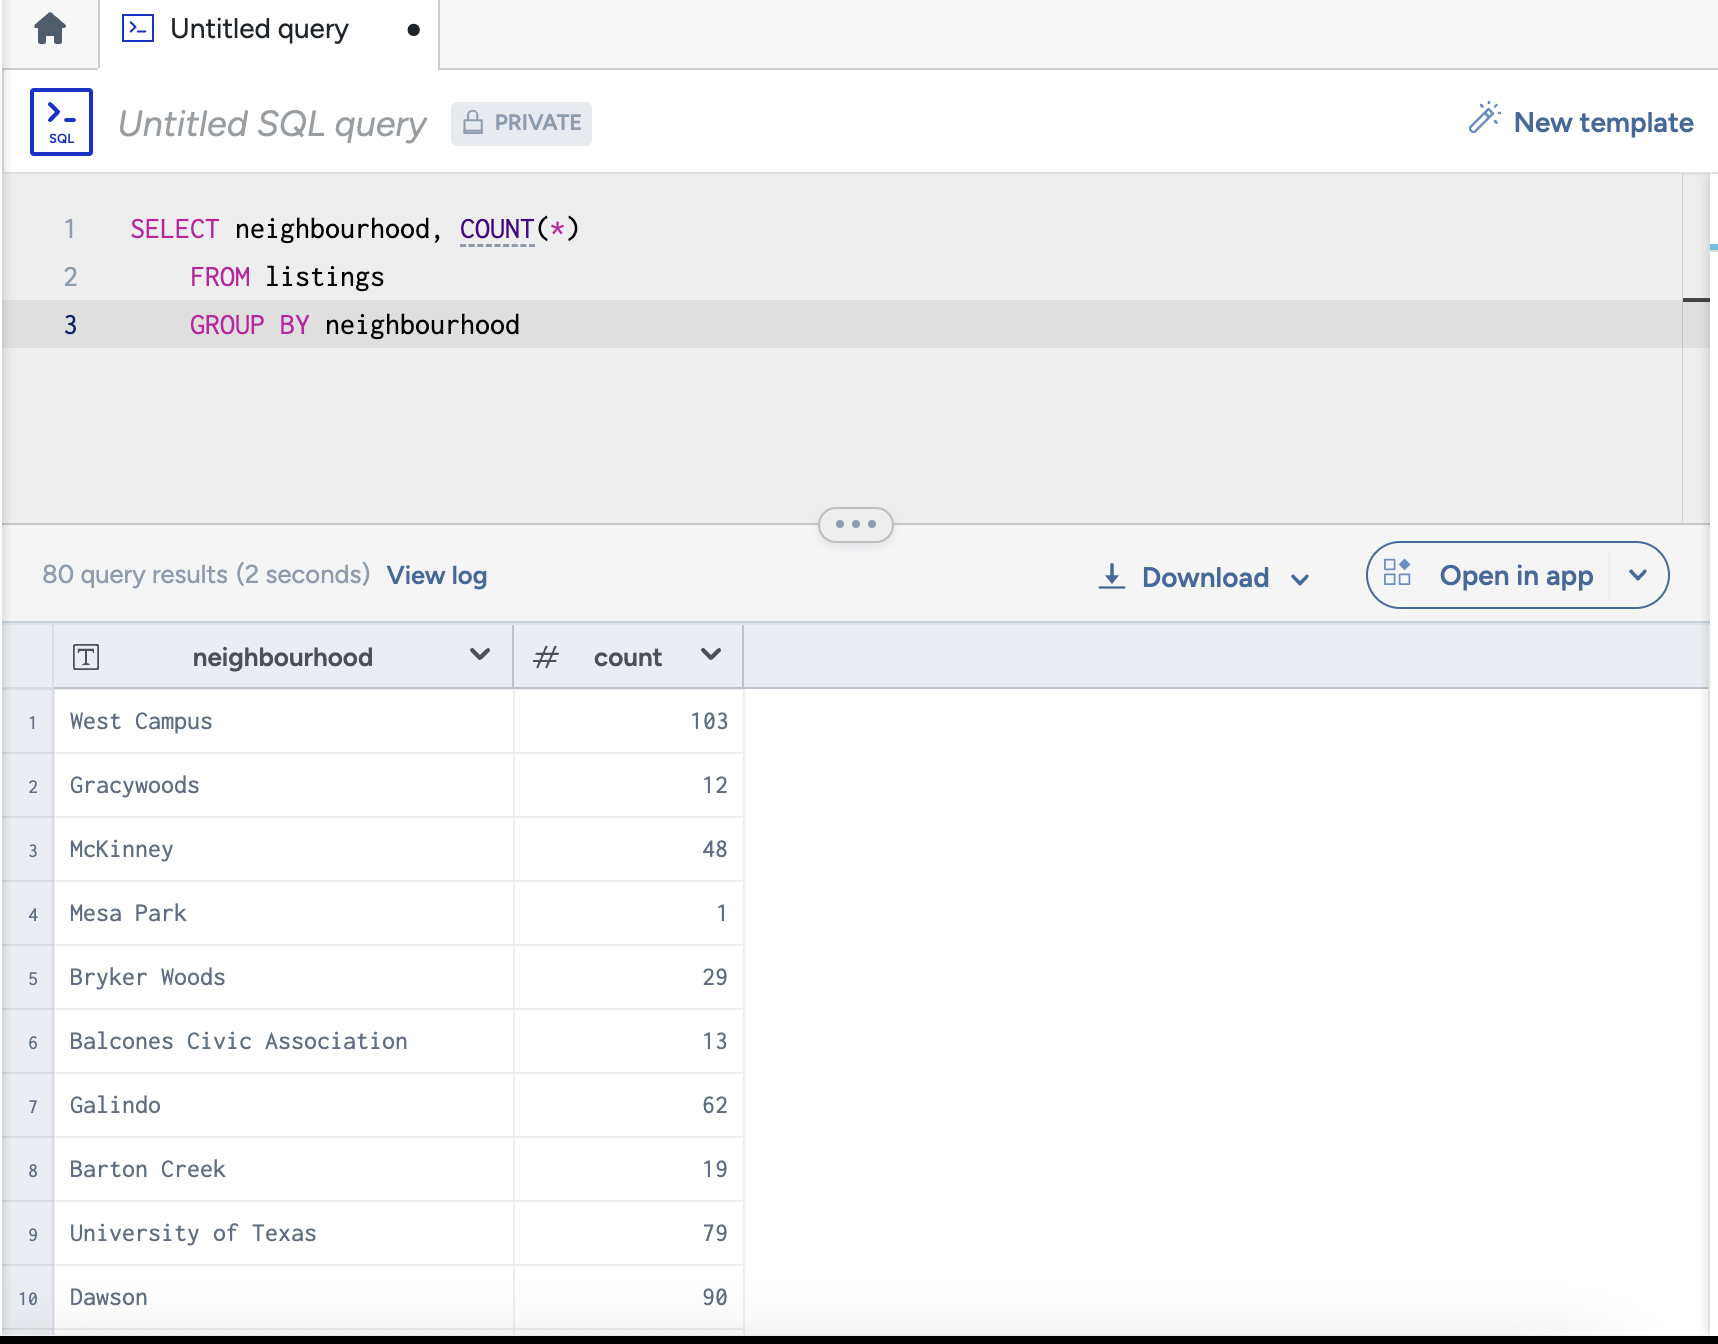 Untitled query
SQL
Untitled SQL query
PRIVATE
New template
1 SELECT neighbourhood, COUNT(*)
2 FROM listings
3 GROUP BY neighbourhood
80 query results (2 seconds) View log
Download
Open in app
T neighbourhood # count
1 West Campus 103
2 Gracywoods 12
3 McKinney 48
4 Mesa Park 1
5 Bryker Woods 29
6 Balcones Civic Association 13
7 Galindo 62
8 Barton Creek 19
9 University of Texas 79
10 Dawson 90